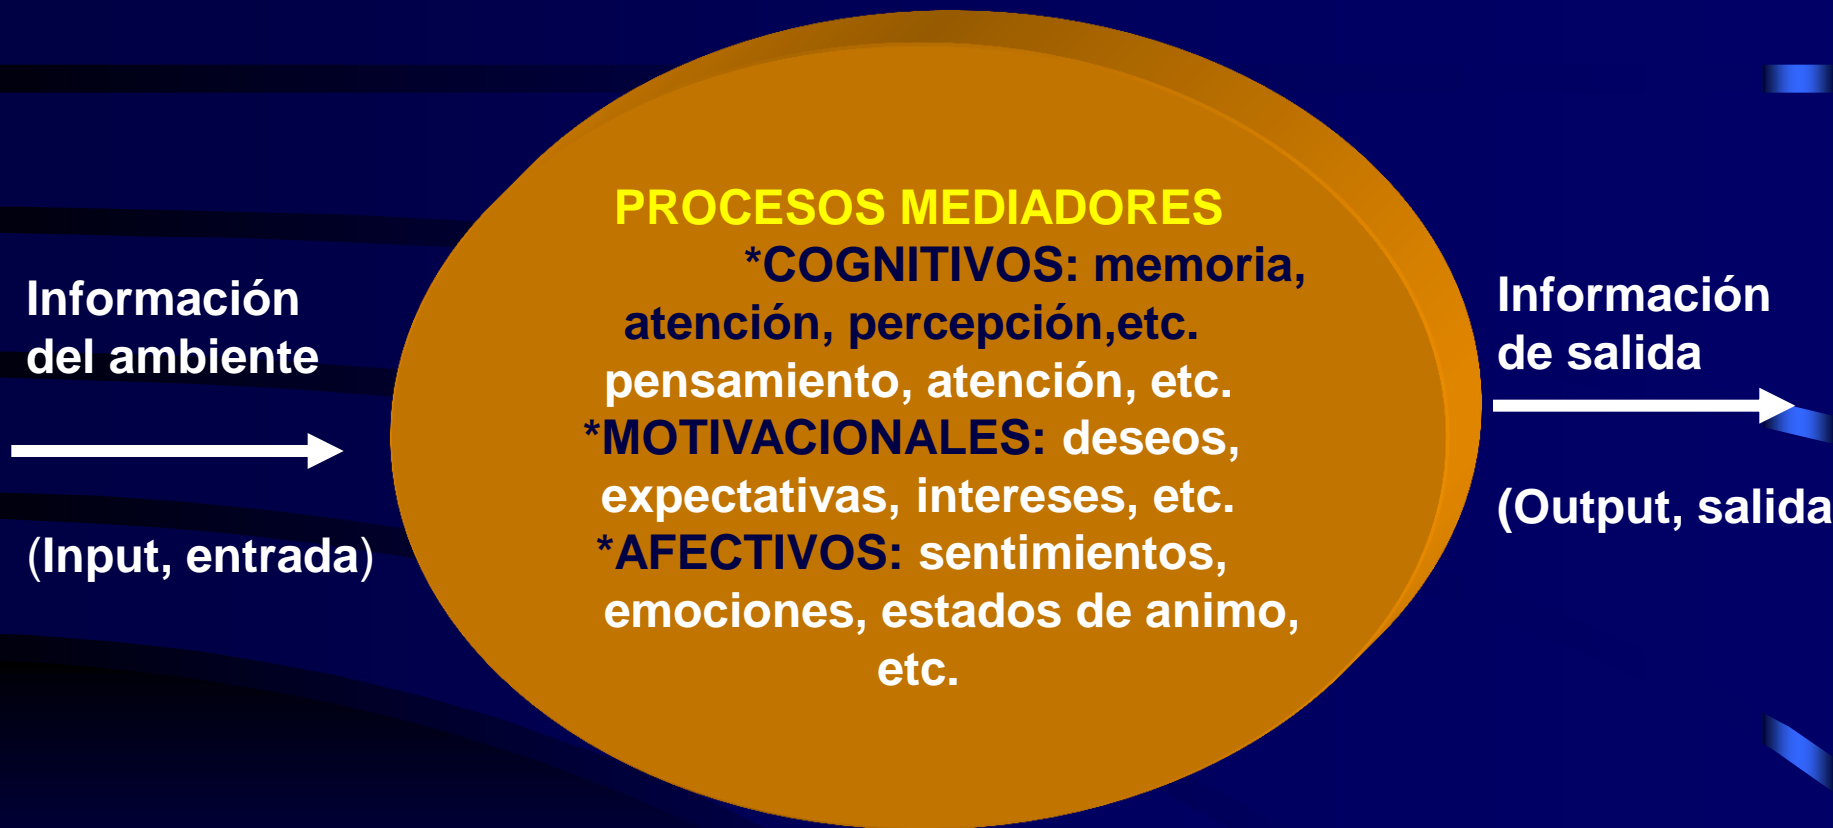 Información
del ambiente
(Input, entrada)
PROCESOS MEDIADORES
*COGNITIVOS: memoria,
atención, percepción,etc.
pensamiento, atención, etc.
*MOTIVACIONALES: deseos,
expectativas, intereses, etc.
*AFECTIVOS: sentimientos,
emociones, estados de animo,
etc.
Información
de salida
(Output, salida